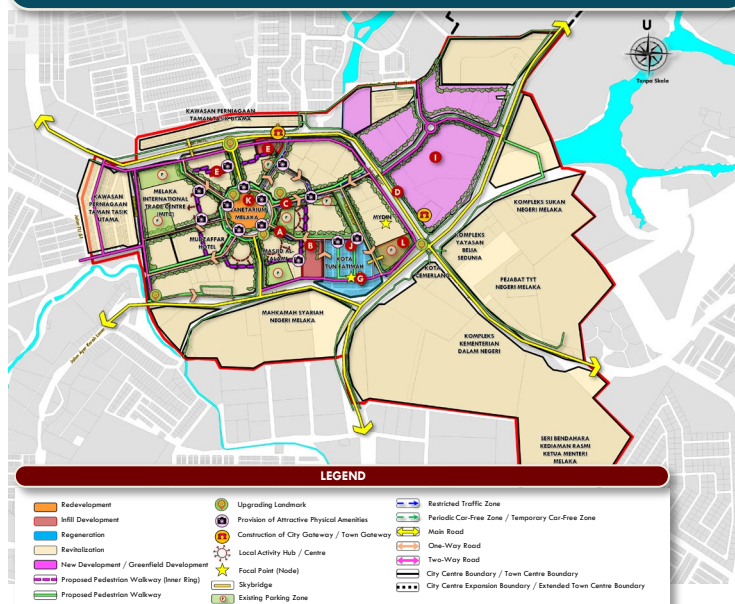 U
Tanpa Skala
KAWASAN PERNIAGAAN
TAMAN TASIK UTAMA
KAWASAN
PERNIAGAAN
TAMAN TASIK
UTAMA
MELAKA
INTERNATIONAL
TRADE CENTRE
(MITC)
E
E
K
PLANETARIUM
MELAKA
C
A
D
I
MYDIN
L
MUZAFFAR
HOTEL
MASJID AL-
B
KOTA
TUN FATIMAH
G
KOMPLEKS
YAYASAN
BELIA
SEDUNIA
KOTA
CEMERLANG
KOMPLEKS SUKAN
NEGERI MELAKA
PEJABAT TYT
NEGERI MELAKA
MAHKAMAH SYARIAH
NEGERI MELAKA
KOMPLEKS
KEMENTERIAN
DALAM NEGERI
SERI BENDAHARA
KEDIAMAN RASMI
KETUA MENTERI
MELAKA
LEGEND
Redevelopment
Infill Development
Regeneration
Revitalization
New Development / Greenfield Development
Proposed Pedestrian Walkway (Inner Ring)
Proposed Pedestrian Walkway
Upgrading Landmark
Provision of Attractive Physical Amenities
Construction of City Gateway / Town Gateway
Local Activity Hub / Centre
Focal Point (Node)
Skybridge
P Existing Parking Zone
Restricted Traffic Zone
Periodic Car-Free Zone / Temporary Car-Free Zone
Main Road
One-Way Road
Two-Way Road
City Centre Boundary / Town Centre Boundary
City Centre Expansion Boundary / Extended Town Centre Boundary